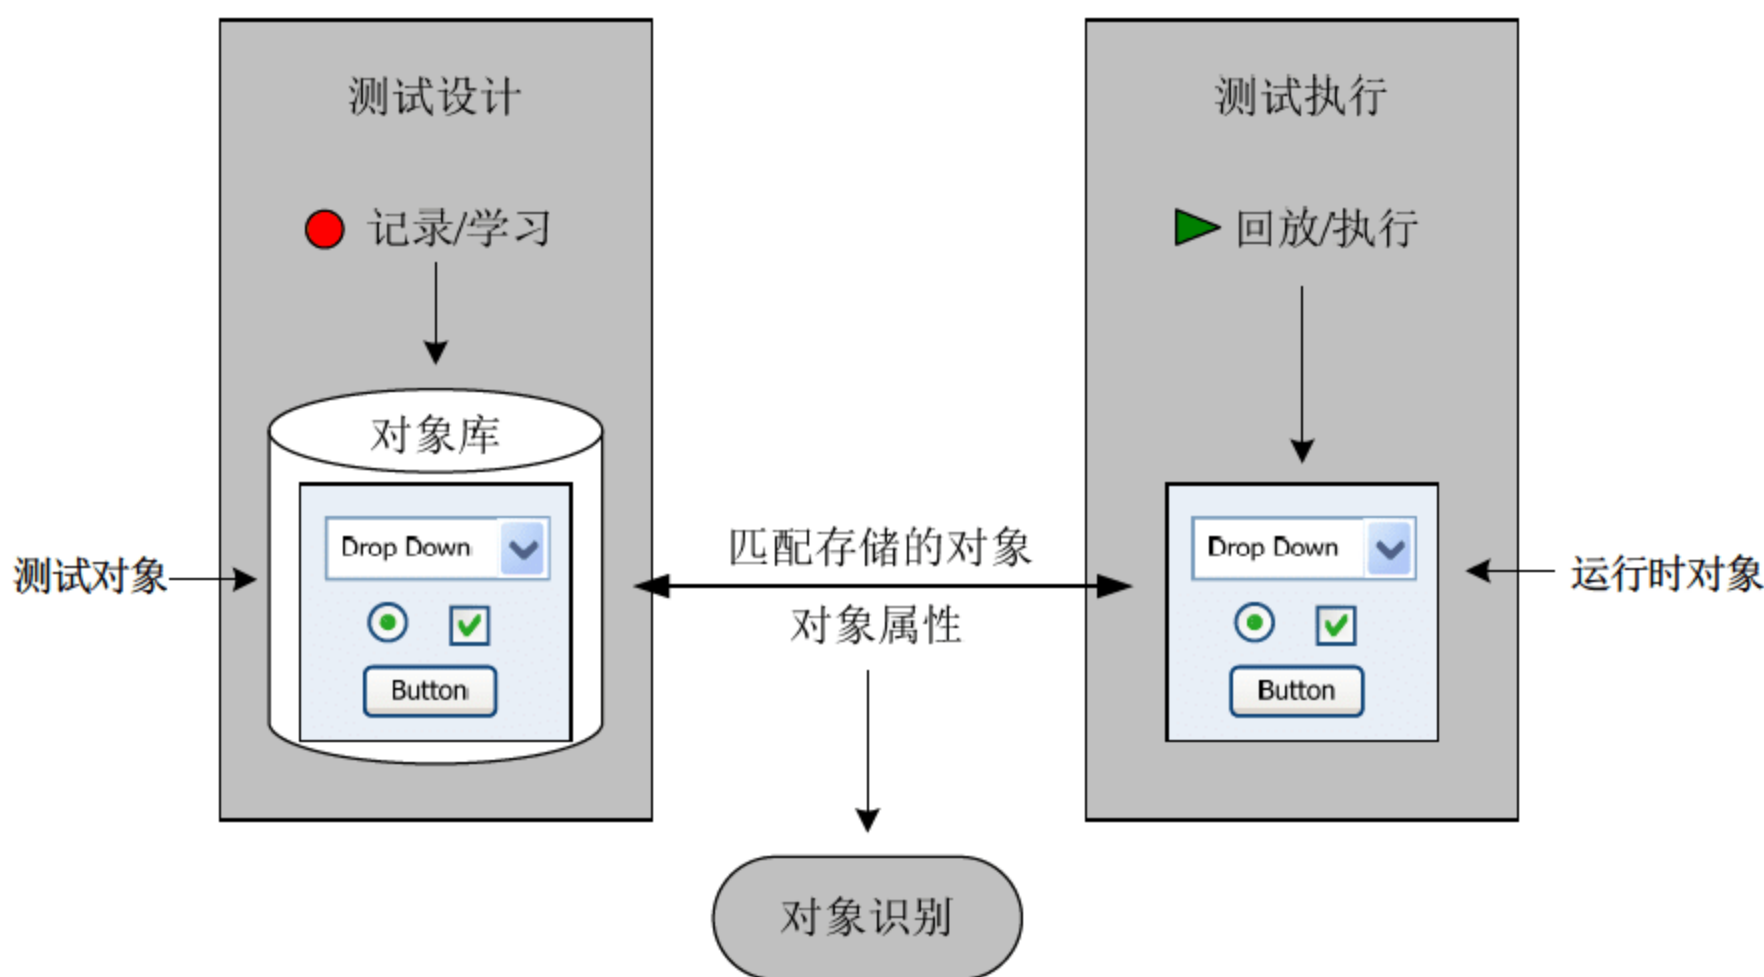 测试设计
测试执行
记录/学习
回放/执行
对象库
Drop Down
Button
测试对象
匹配存储的对象
对象属性
Drop Down
Button
运行时对象
对象识别